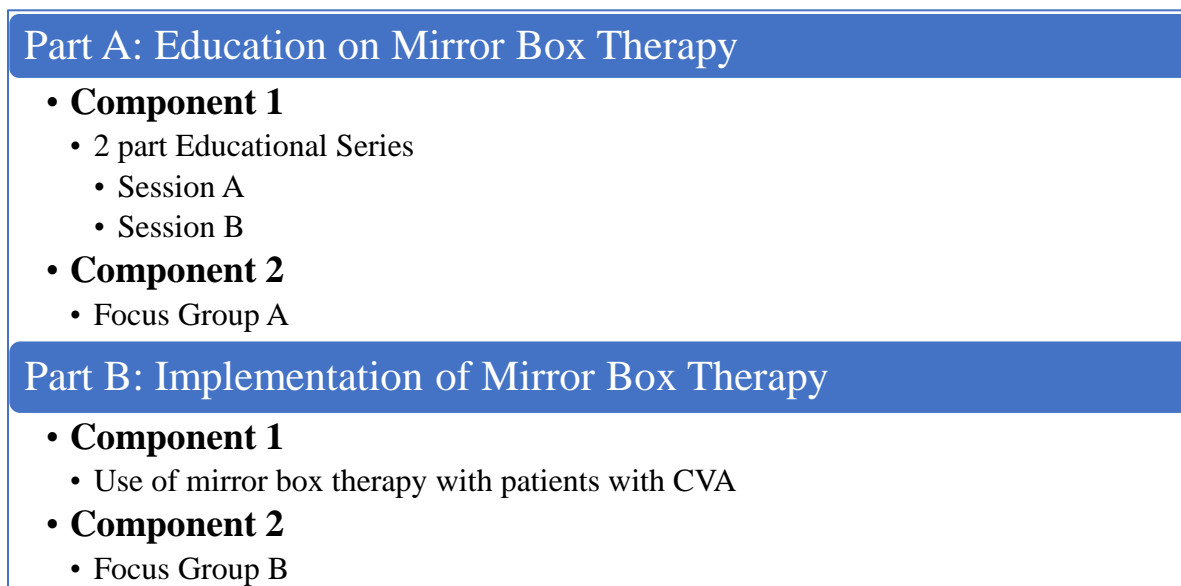 Part A: Education on Mirror Box Therapy
• Component 1
• 2 part Educational Series
• Session A
• Session B
• Component 2
• Focus Group A
Part B: Implementation of Mirror Box Therapy
• Component 1
• Use of mirror box therapy with patients with CVA
• Component 2
• Focus Group B